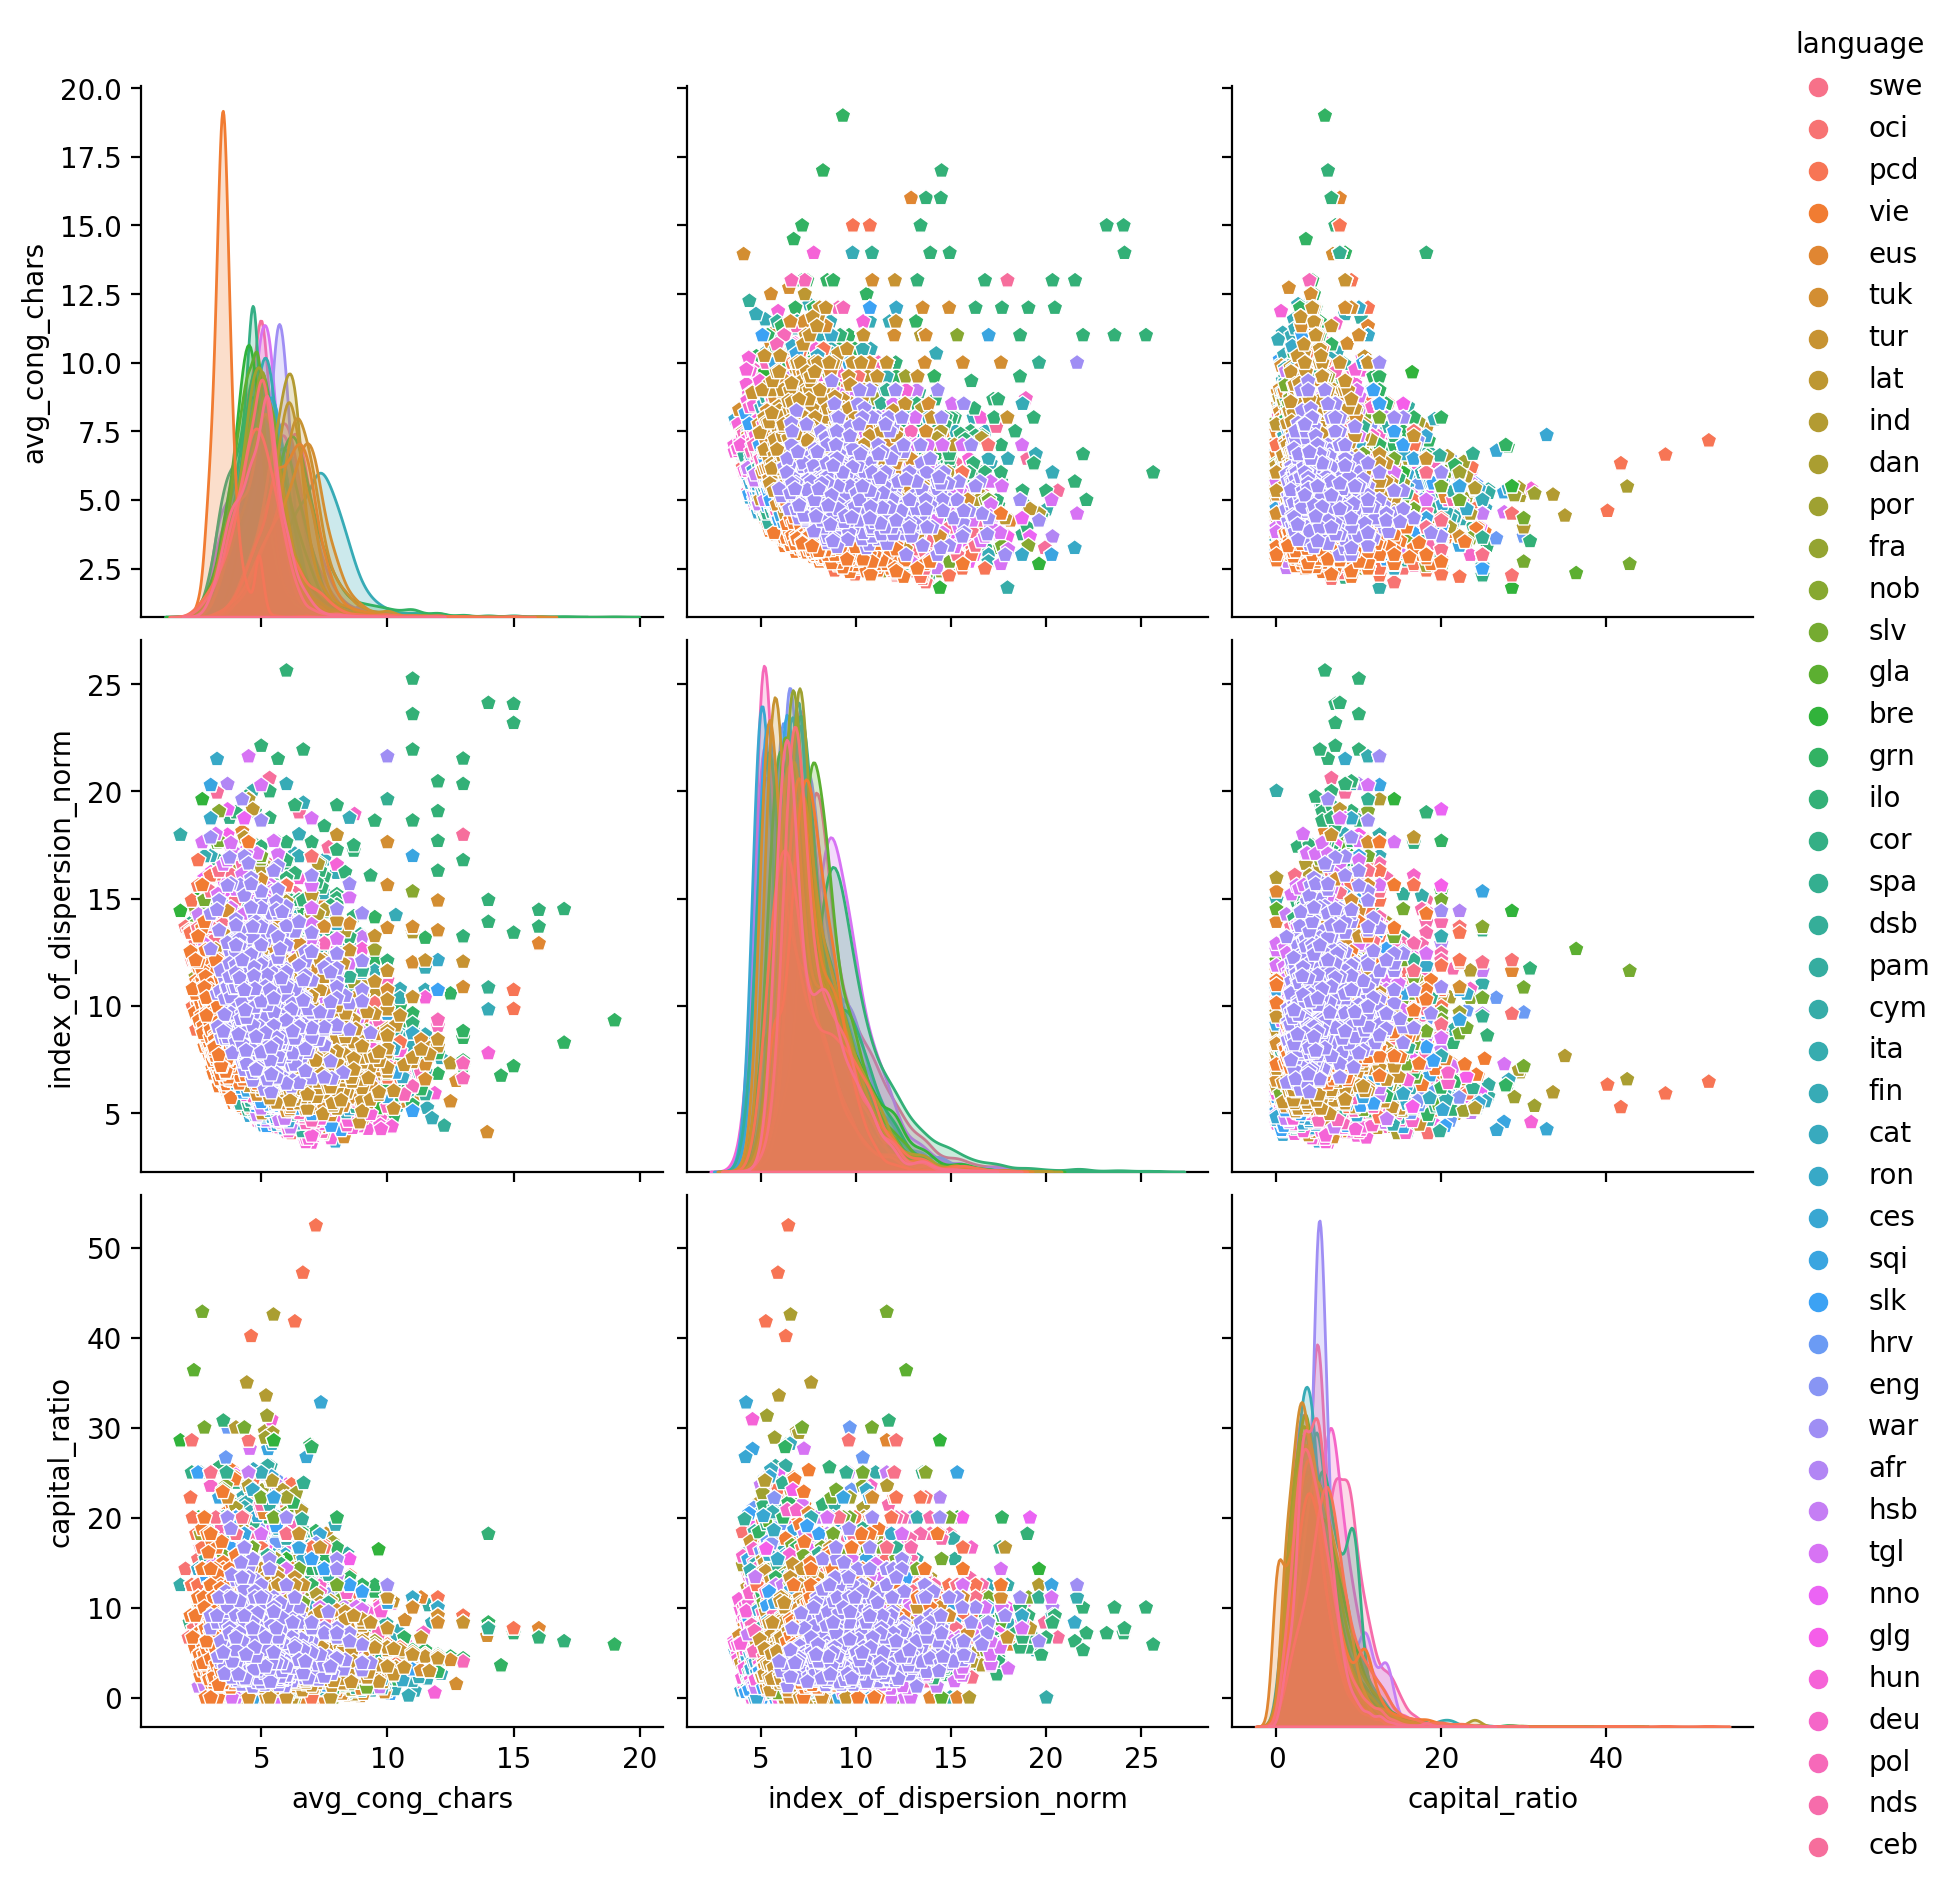 language
swe
oci
pcd
vie
eus
tuk
tur
lat
ind
dan
por
fra
nob
slv
gla
bre
grn
ilo
cor
spa
dsb
pam
cym
ita
fin
cat
ron
ces
sqi
slk
hrv
eng
war
afr
hsb
tgl
nno
glg
hun
deu
pol
nds
ceb
avg_cong_chars
20.0
17.5
15.0
12.5
10.0
7.5
5.0
2.5
index_of_dispersion_norm
25
20
15
10
5
capital_ratio
50
40
30
20
10
0
5 10 15 20
5 10 15 20 25
0 20 40
avg_cong_chars
index_of_dispersion_norm
capital_ratio